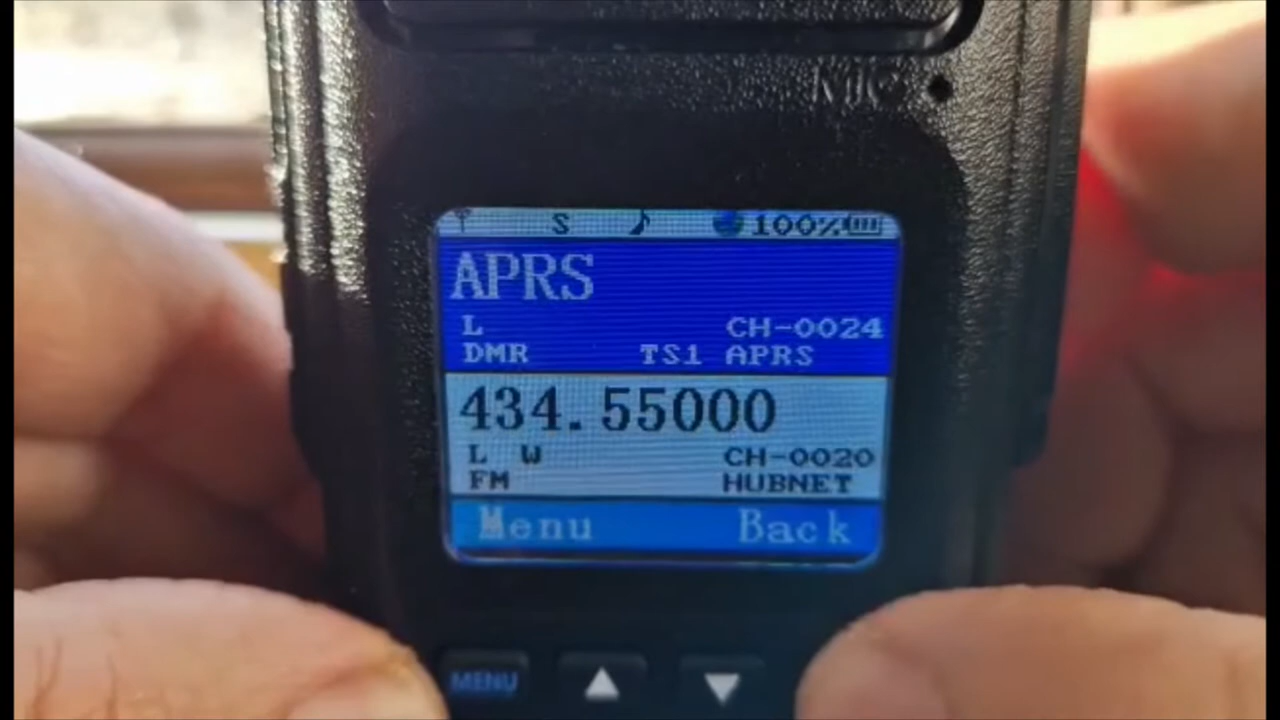 MIC
S 100%
APRS
L CH-0024
DMR TS1 APRS
434.55000
L W CH-0020
FM HUBNET
Menu Back
MENU